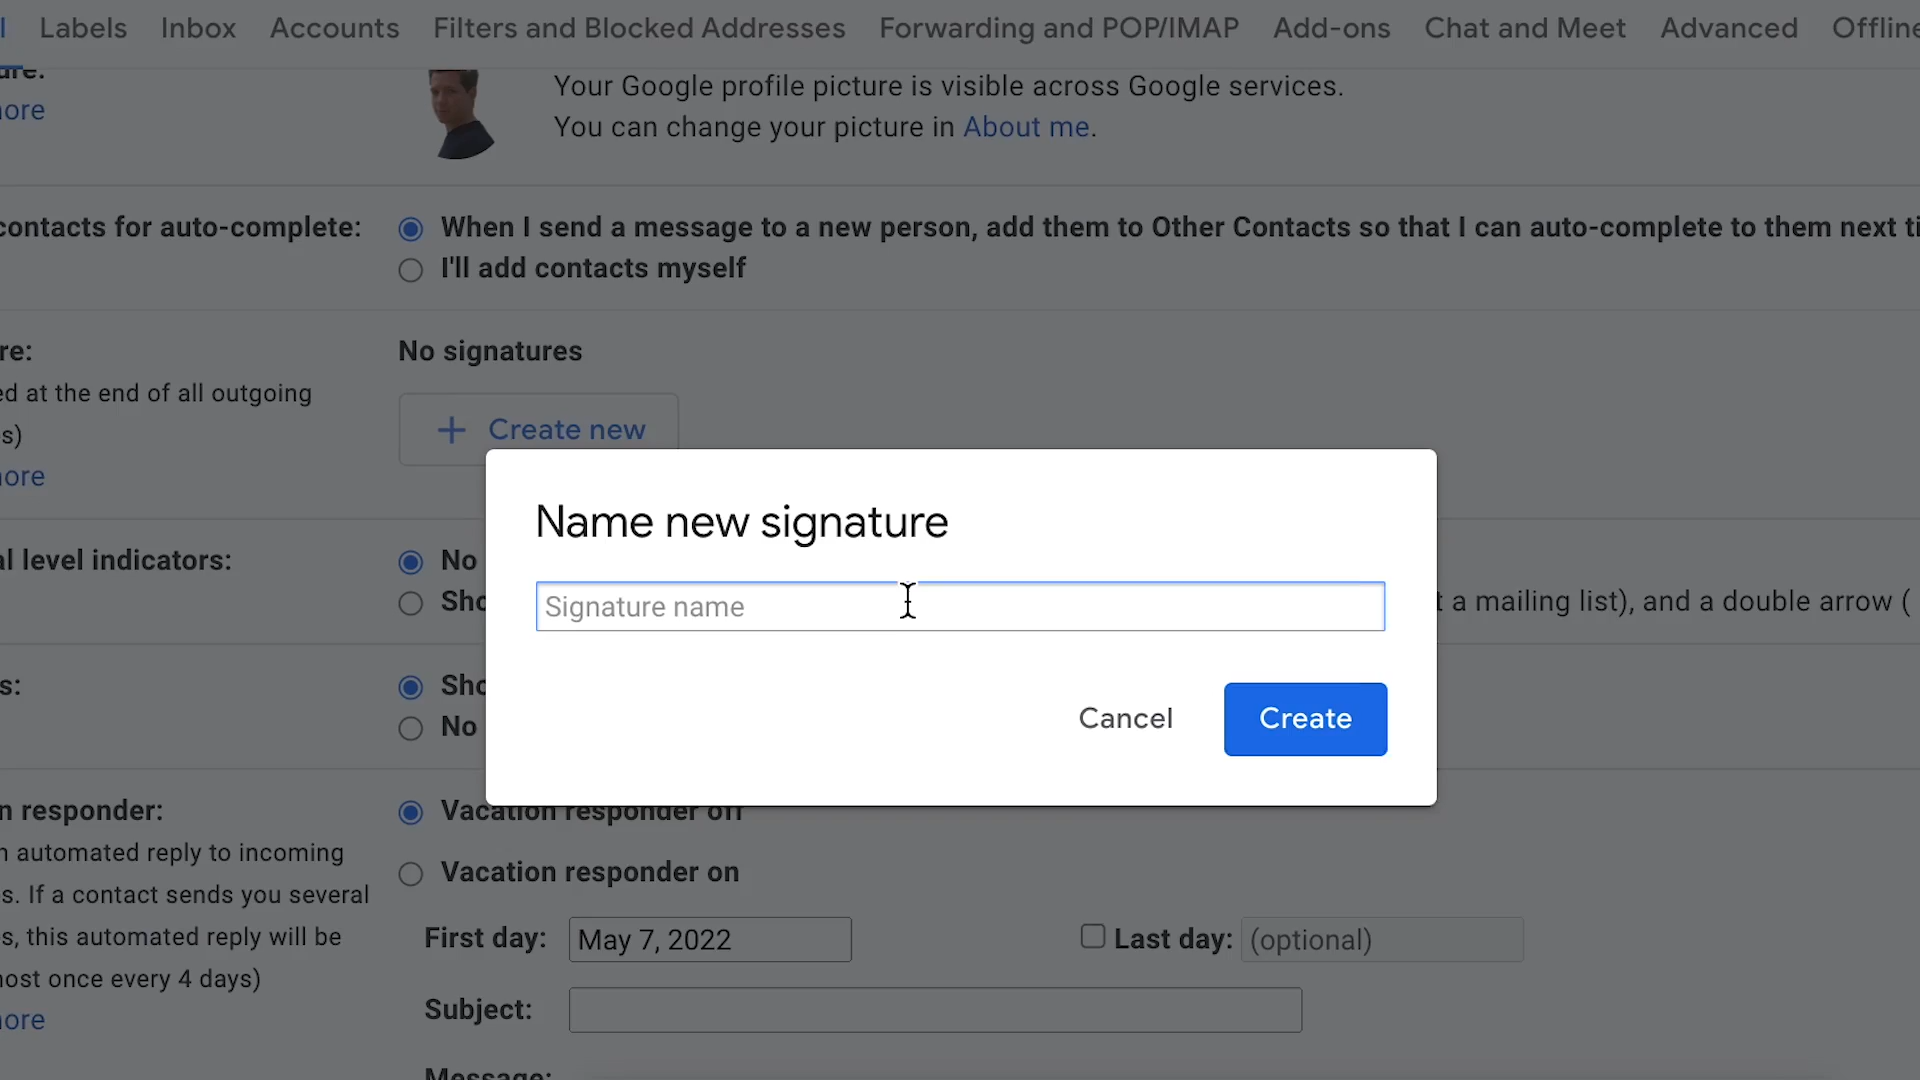 Labels Inbox Accounts Filters and Blocked Addresses Forwarding and POP/IMAP Add-ons Chat and Meet Advanced Offline
ure:
ore
Your Google profile picture is visible across Google services.
You can change your picture in About me.
contacts for auto-complete:
When I send a message to a new person, add them to Other Contacts so that I can auto-complete to them next ti
I'll add contacts myself
re:
ed at the end of all outgoing
s)
ore
No signatures
+ Create new
Name new signature
Signature name
Cancel
Create
al level indicators:
No
Sho
t a mailing list), and a double arrow (
s:
Sho
No
n responder:
n automated reply to incoming
s. If a contact sends you several
s, this automated reply will be
nost once every 4 days)
ore
Vacation responder off
Vacation responder on
First day: May 7, 2022
Last day: (optional)
Subject:
Message: